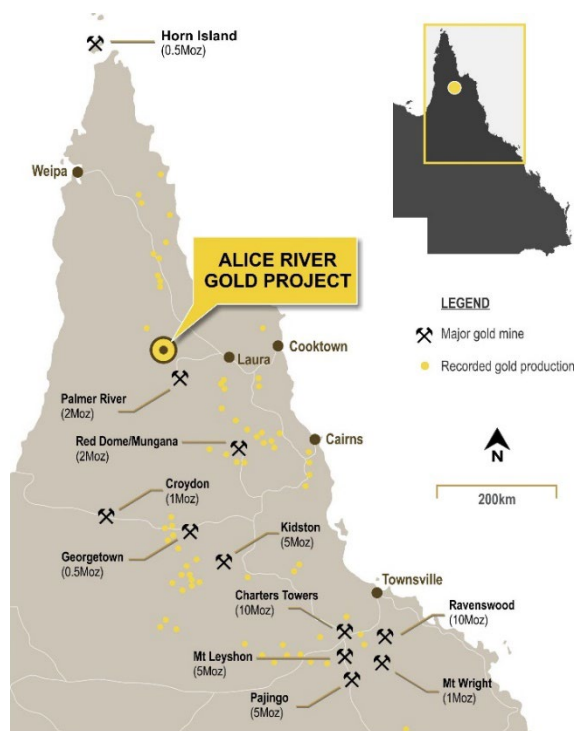 Horn Island
(0.5Moz)
Weipa
ALICE RIVER
GOLD PROJECT
LEGEND
Major gold mine
Recorded gold production
Cooktown
Laura
Palmer River
(2Moz)
Red Dome/Mungana
(2Moz)
Cairns
N
200km
Croydon
(1Moz)
Georgetown
(0.5Moz)
Kidston
(5Moz)
Townsville
Charters Towers
(10Moz)
Ravenswood
(10Moz)
Mt Leyshon
(5Moz)
Mt Wright
(1Moz)
Pajingo
(5Moz)